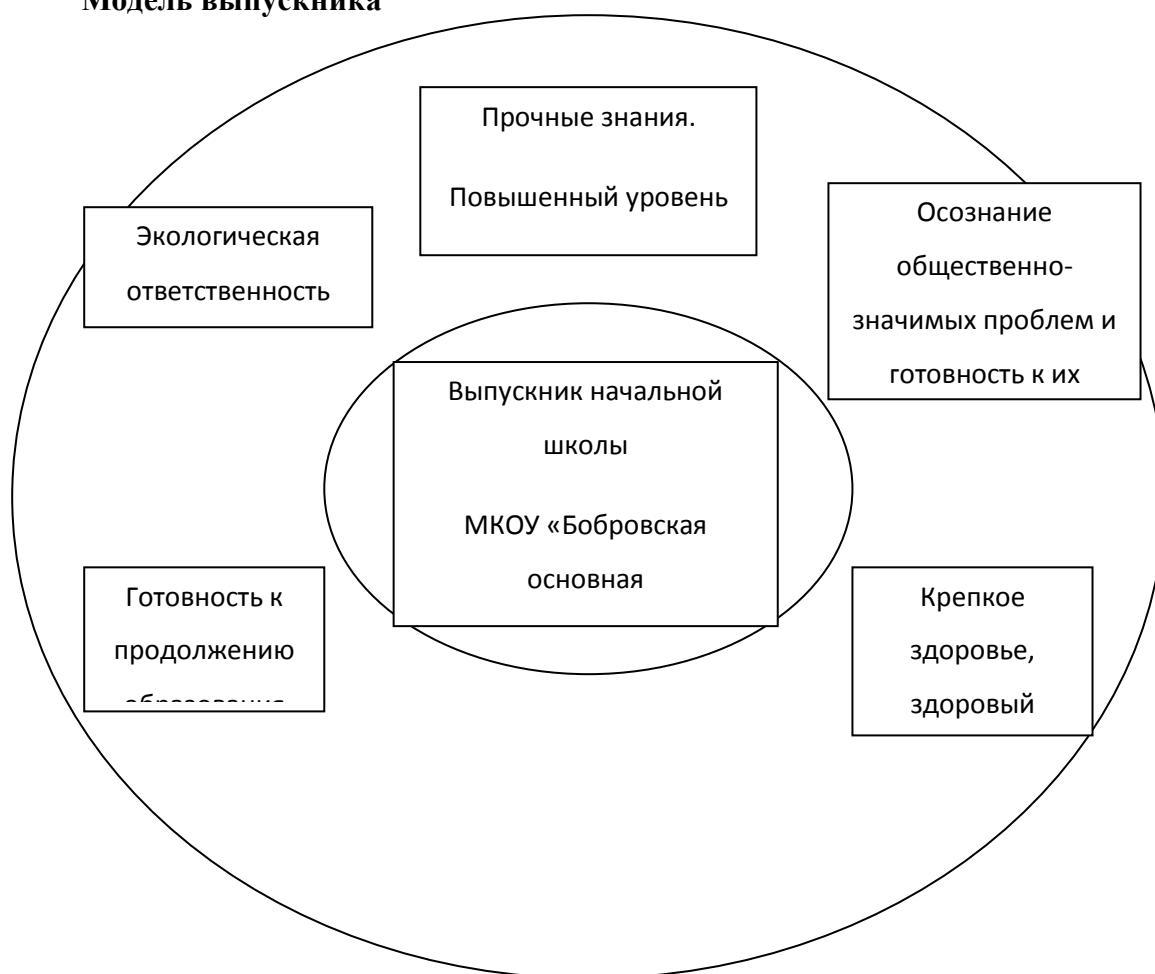 Модель выпускника
Прочные знания.
Повышенный уровень
Экологическая
ответственность
Осознание
общественно-
значимых проблем и
готовность к их
Выпускник начальной
школы
МКОУ «Бобровская
основная
Готовность к
продолжению
образования
Крепкое
здоровье,
здоровый